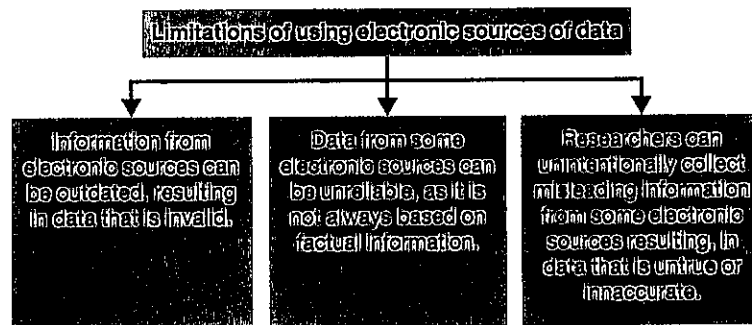 Limitations of using electronic sources of data
Information from
electronic sources can
be outdated, resulting
in data that is invalid.
Data from some
electronic sources can
be unreliable, as it is
not always based on
factual information.
Researchers can
unintentionally collect
misleading information
from some electronic
sources resulting, in
data that is untrue or
innaccurate.